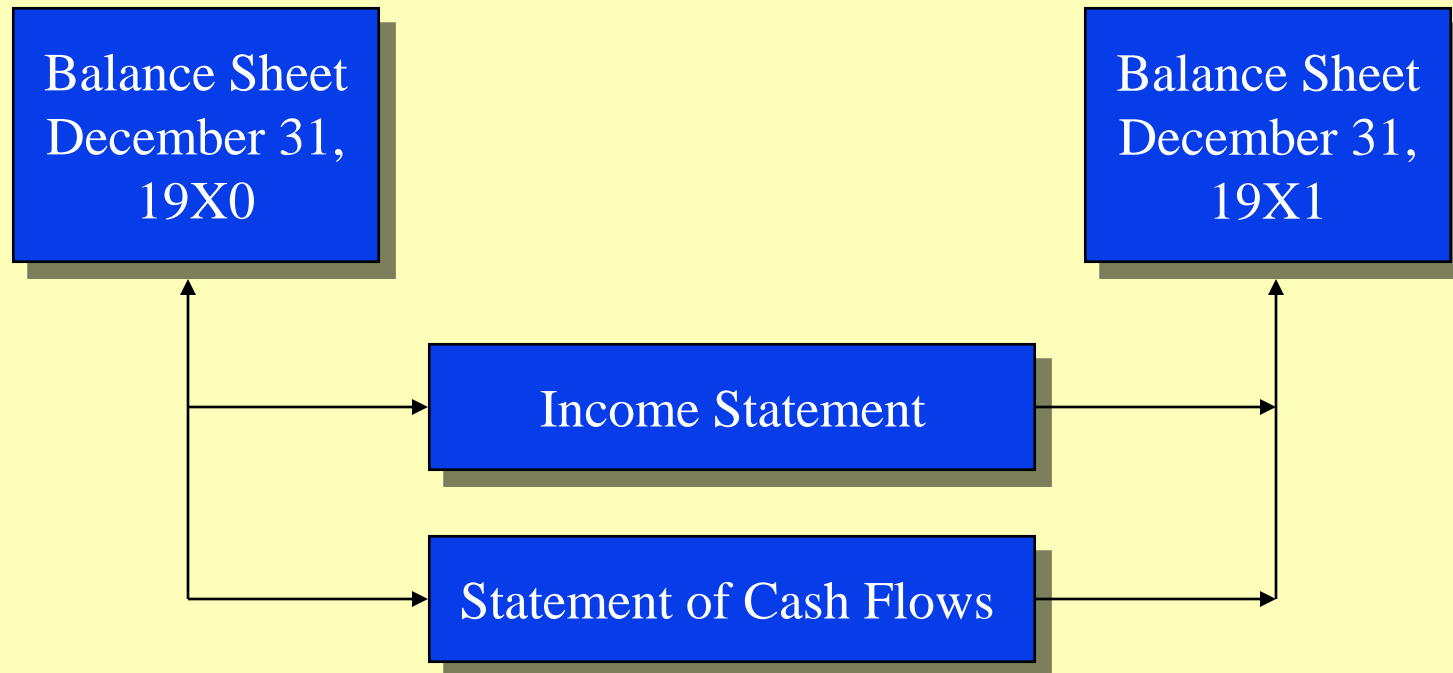 Balance Sheet
December 31,
19X0
Balance Sheet
December 31,
19X1
Income Statement
Statement of Cash Flows